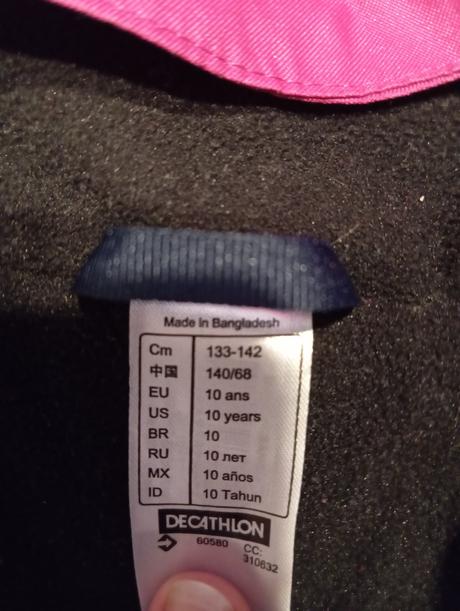 Made in Bangladesh
Cm 133-142
中国 140/68
EU 10 ans
US 10 years
BR 10
RU 10 лет
MX 10 años
ID 10 Tahun
DECATHLON
60580 CC:
310632